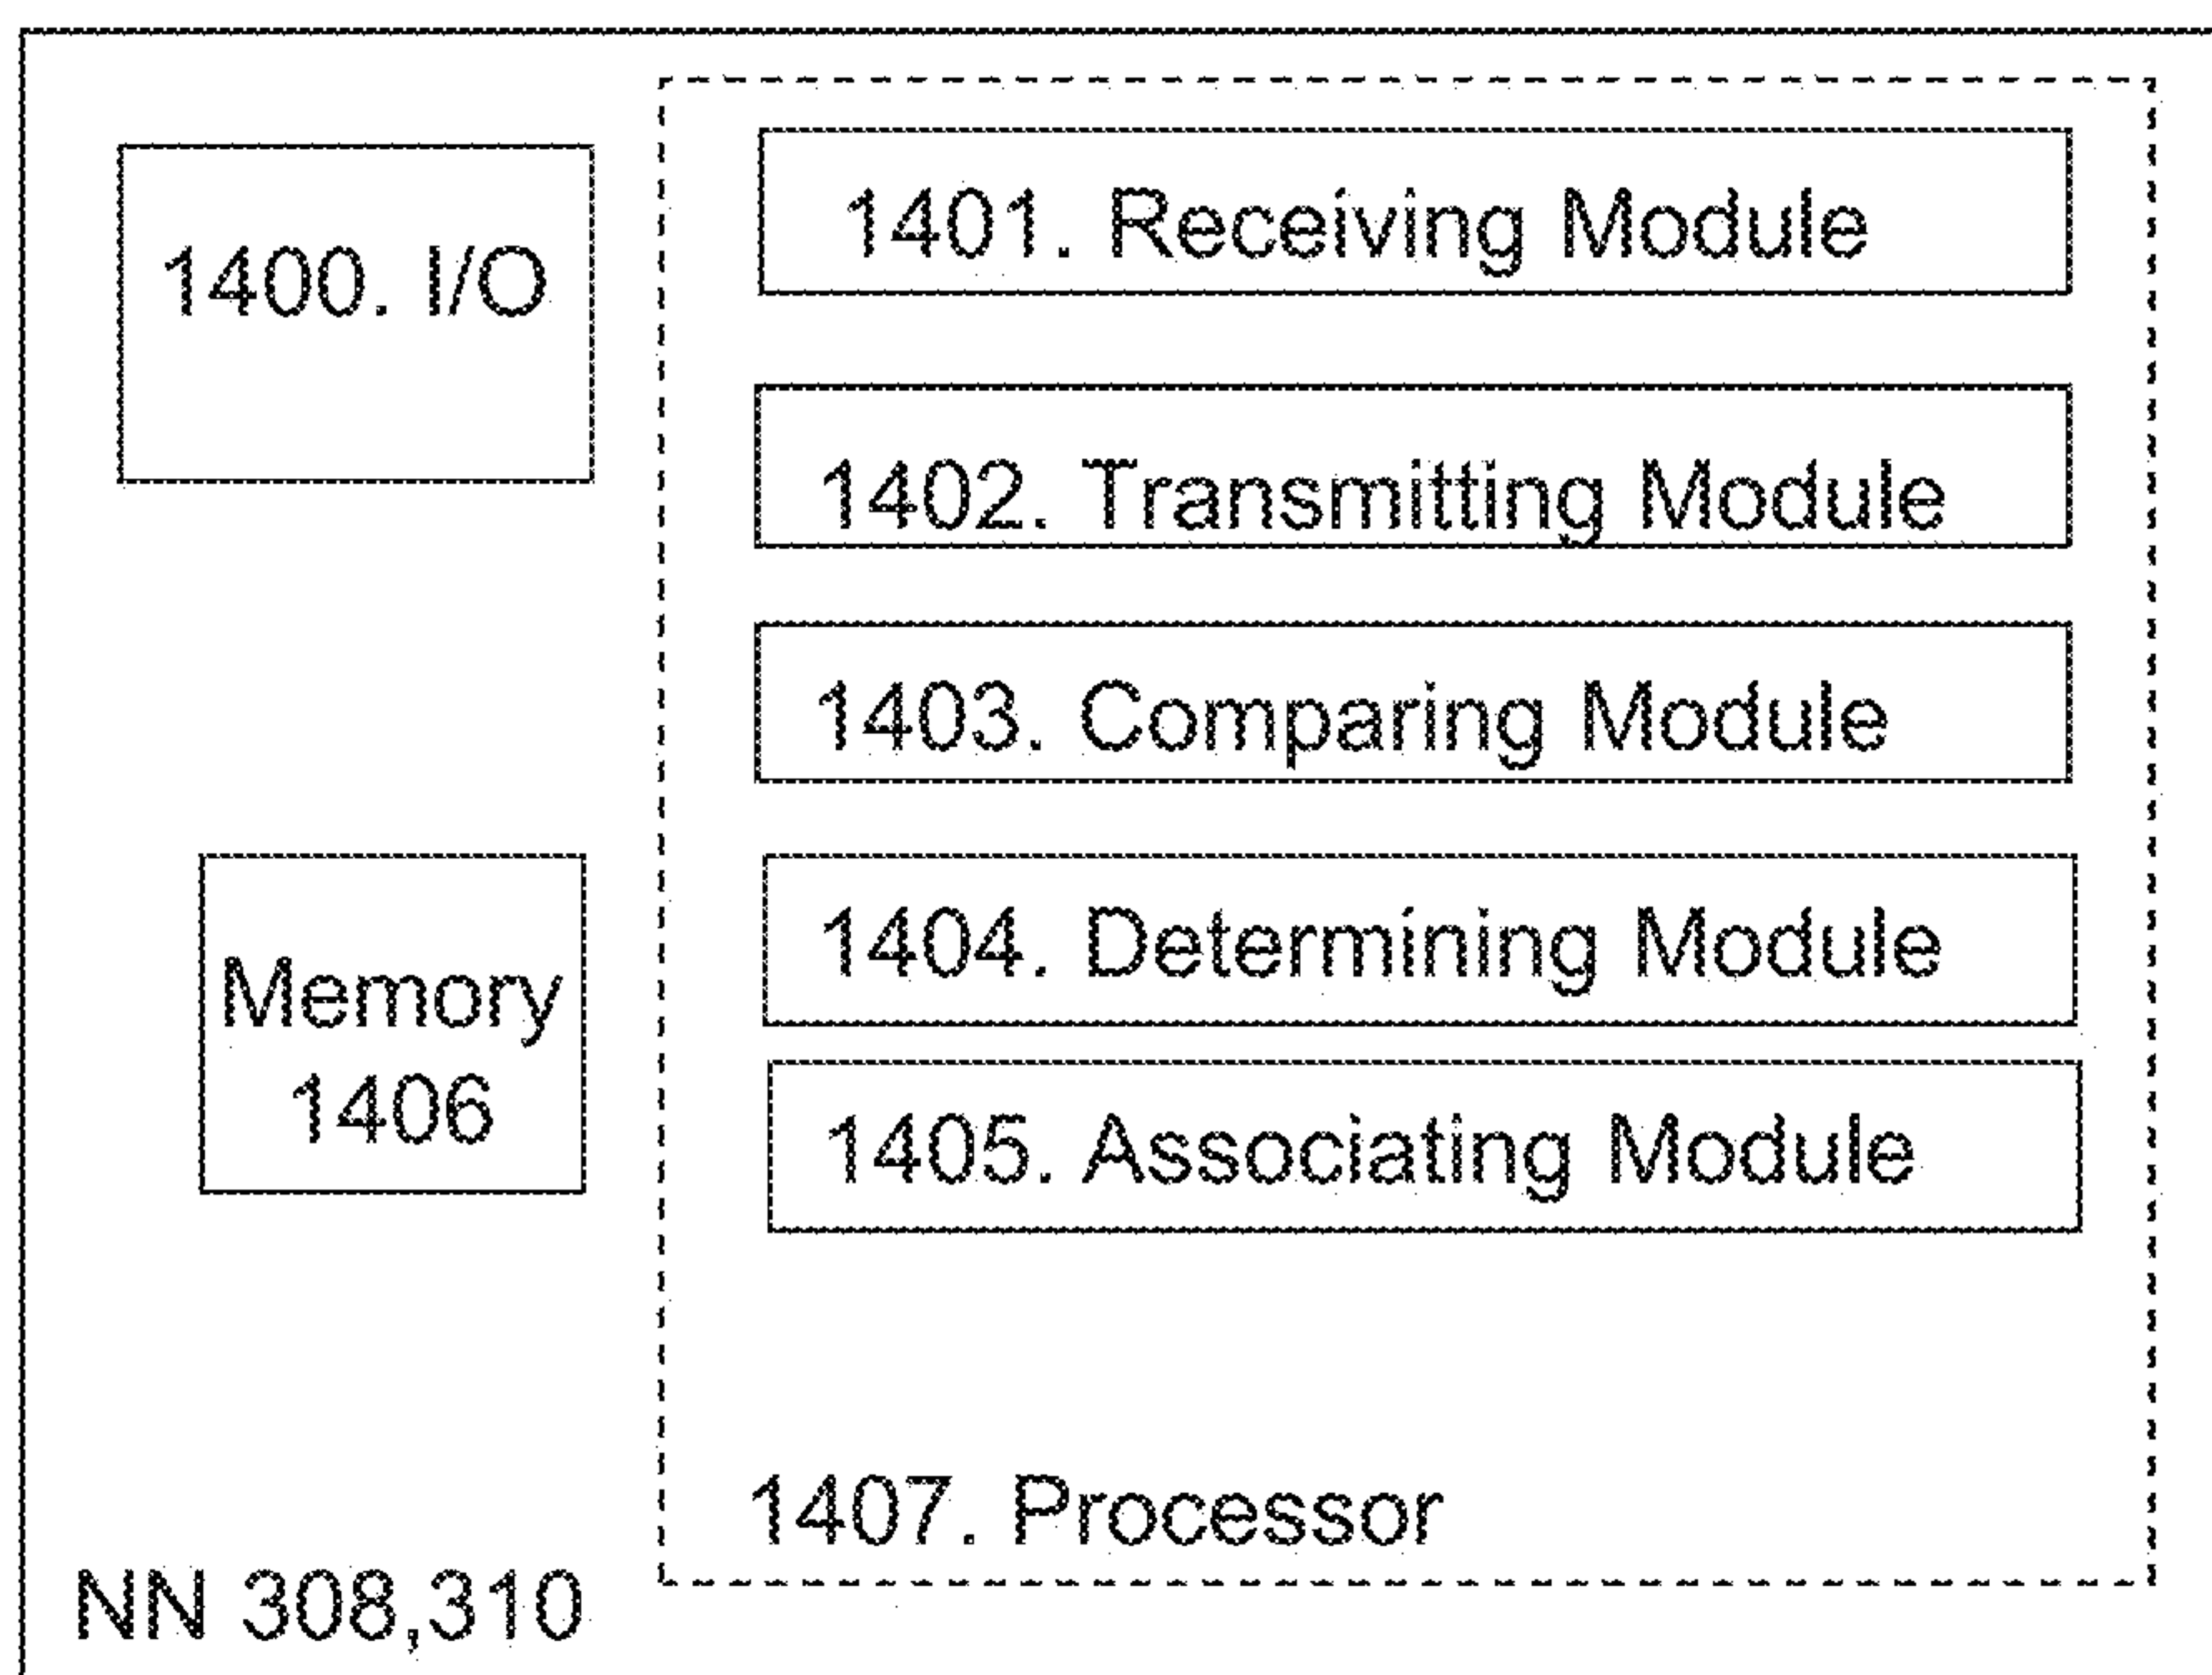 1400. I/O
1401. Receiving Module
1402. Transmitting Module
1403. Comparing Module
1404. Determining Module
1405. Associating Module
Memory
1406
1407. Processor
NN 308,310